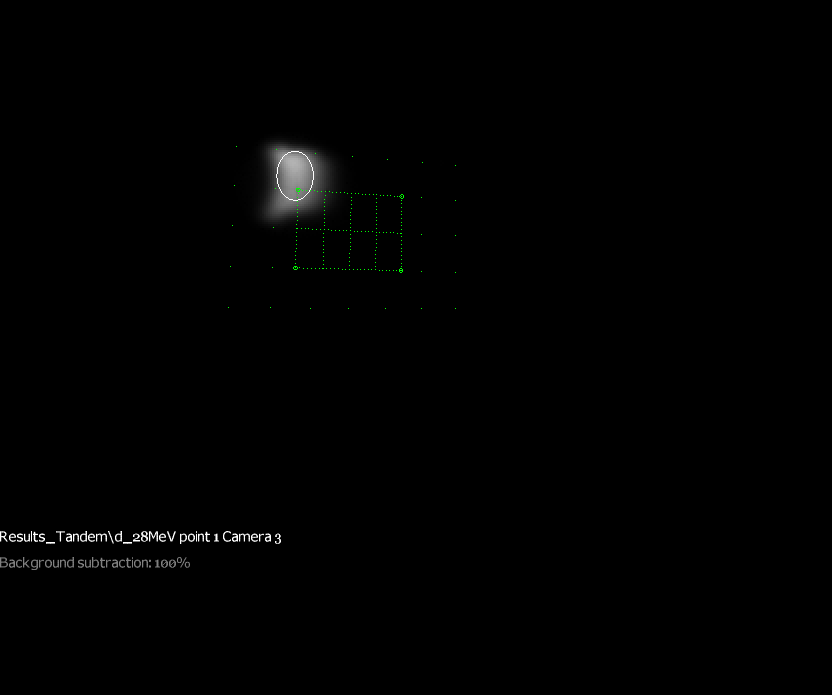 Results_Tandem\d_28MeV point 1 Camera 3
Background subtraction: 100%